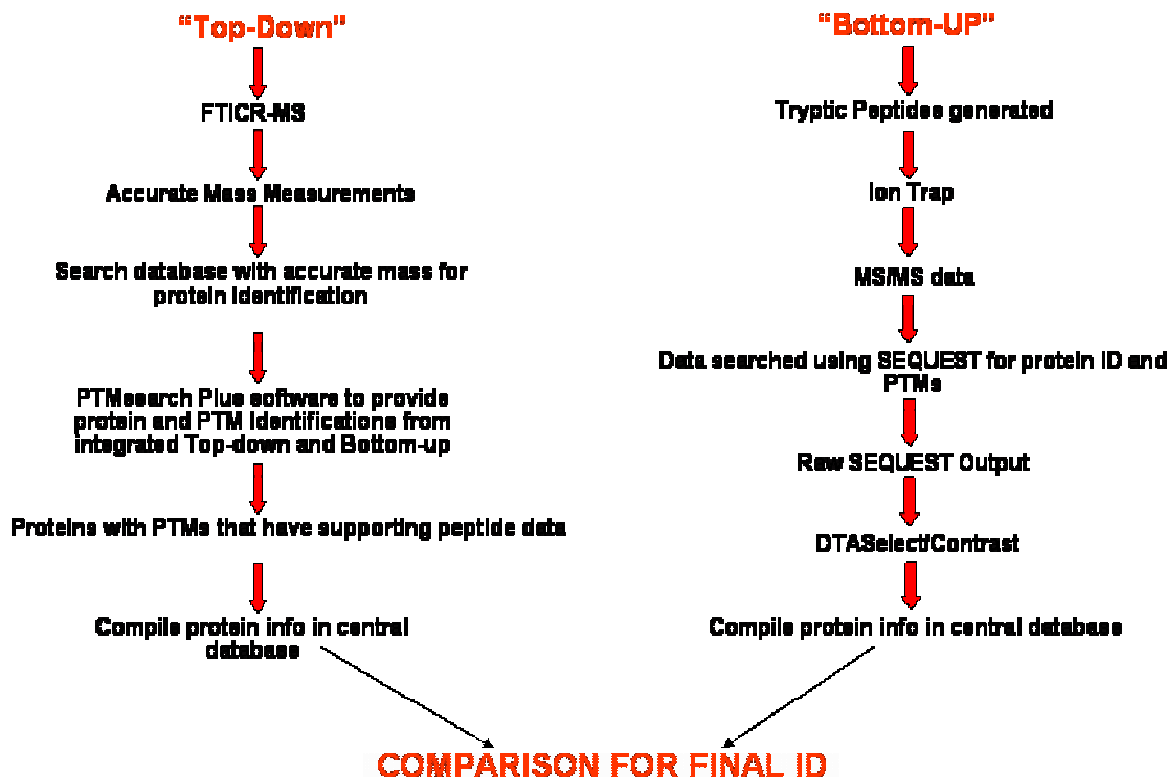 "Top-Down"
FTICR-MS
Accurate Mass Measurements
Search database with accurate mass for
protein identification
PTMsearch Plus software to provide
protein and PTM identifications from
integrated Top-down and Bottom-up
Proteins with PTMs that have supporting peptide data
Compile protein info in central
database
"Bottom-UP"
Tryptic Peptides generated
Ion Trap
MS/MS data
Data searched using SEQUEST for protein ID and
PTMs
Raw SEQUEST Output
DTASelect/Contrast
Compile protein info in central database
COMPARISON FOR FINAL ID